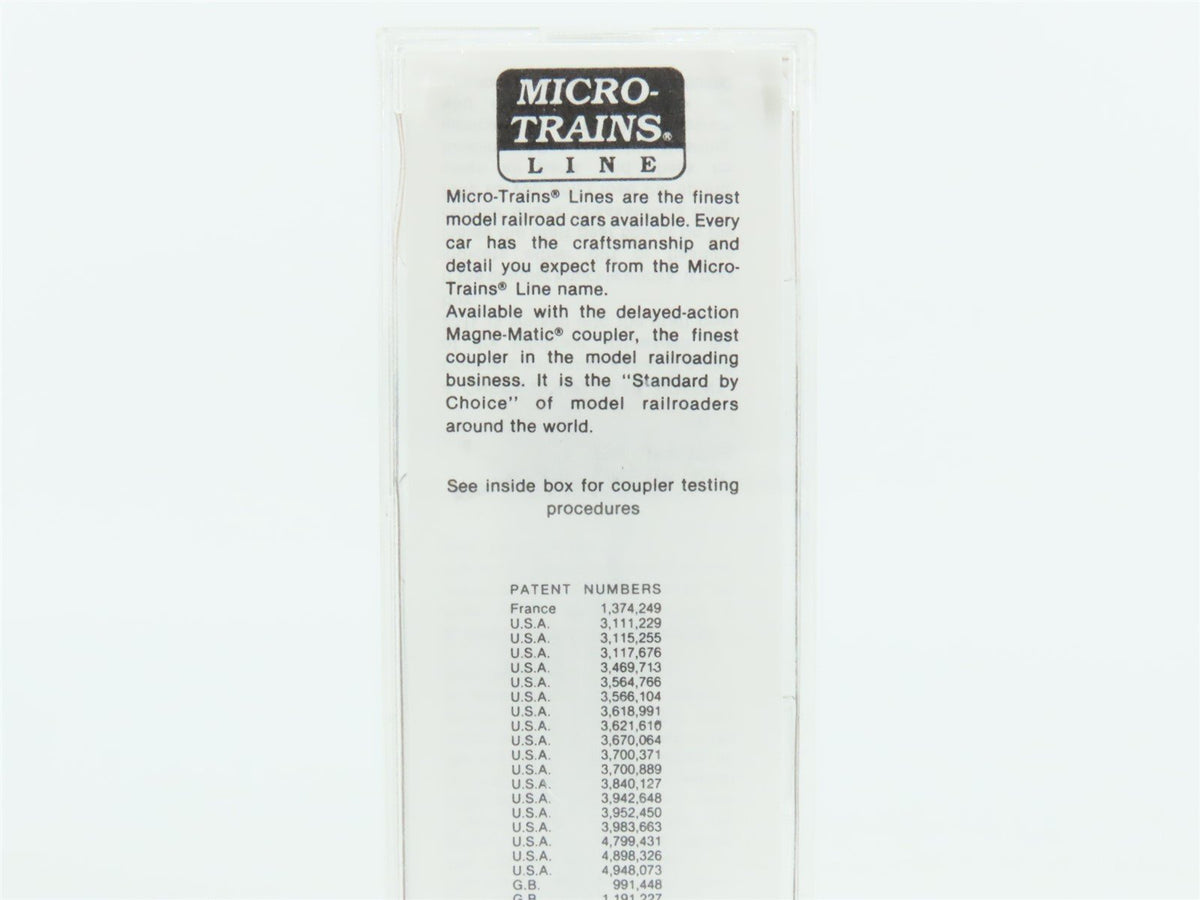 MICRO-
TRAINS®
LINE
Micro-Trains® Lines are the finest
model railroad cars available. Every
car has the craftsmanship and
detail you expect from the Micro-
Trains® Line name.
Available with the delayed-action
Magne-Matic® coupler, the finest
coupler in the model railroading
business. It is the "Standard by
Choice" of model railroaders
around the world.
See inside box for coupler testing
procedures
PATENT NUMBERS
France 1,374,249
U.S.A. 3,111,229
U.S.A. 3,115,255
U.S.A. 3,117,676
U.S.A. 3,469,713
U.S.A. 3,564,766
U.S.A. 3,566,104
U.S.A. 3,618,991
U.S.A. 3,621,610
U.S.A. 3,670,064
U.S.A. 3,700,371
U.S.A. 3,700,889
U.S.A. 3,840,127
U.S.A. 3,942,648
U.S.A. 3,952,450
U.S.A. 3,983,663
U.S.A. 4,799,431
U.S.A. 4,898,326
U.S.A. 4,948,073
G.B. 991,448
G.B. 1,191,227